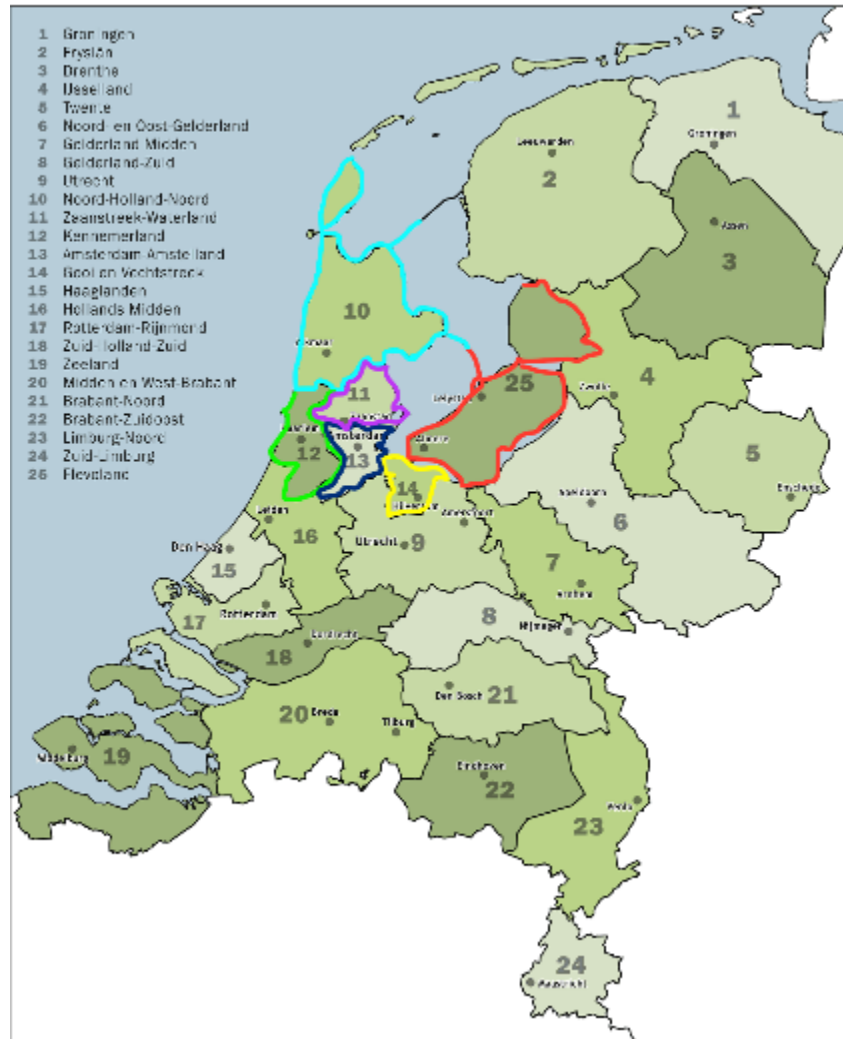 1 Groningen
2 Fryslân
3 Drenthe
4 IJsselland
5 Twente
6 Noord- en Oost-Gelderland
7 Gelderland Midden
8 Gelderland-Zuid
9 Utrecht
10 Noord-Holland-Noord
11 Zaanstreek-Waterland
12 Kennemerland
13 Amsterdam-Amstelland
14 Gooi en Vechtstreek
15 Haaglanden
16 Hollands Midden
17 Rotterdam-Rijnmond
18 Zuid-Holland-Zuid
19 Zeeland
20 Midden en West-Brabant
21 Brabant-Noord
22 Brabant-Zuidoost
23 Limburg-Noord
24 Zuid-Limburg
25 Flevoland
1
Groningen
Leeuwarden
2
Assen
3
10
Alkmaar
25
Lelystad
Zwolle
4
11
Haarlem
Amsterdam
Almere
12
13
5
Enschede
14
Hilversum
Apeldoorn
6
Leiden
Amersfoort
16
Utrecht
9
Den Haag
15
7
Arnhem
Rotterdam
17
8
Nijmegen
Dordrecht
18
Den Bosch
21
20
Breda
Tilburg
Middelburg
19
Eindhoven
22
Venlo
23
24
Maastricht